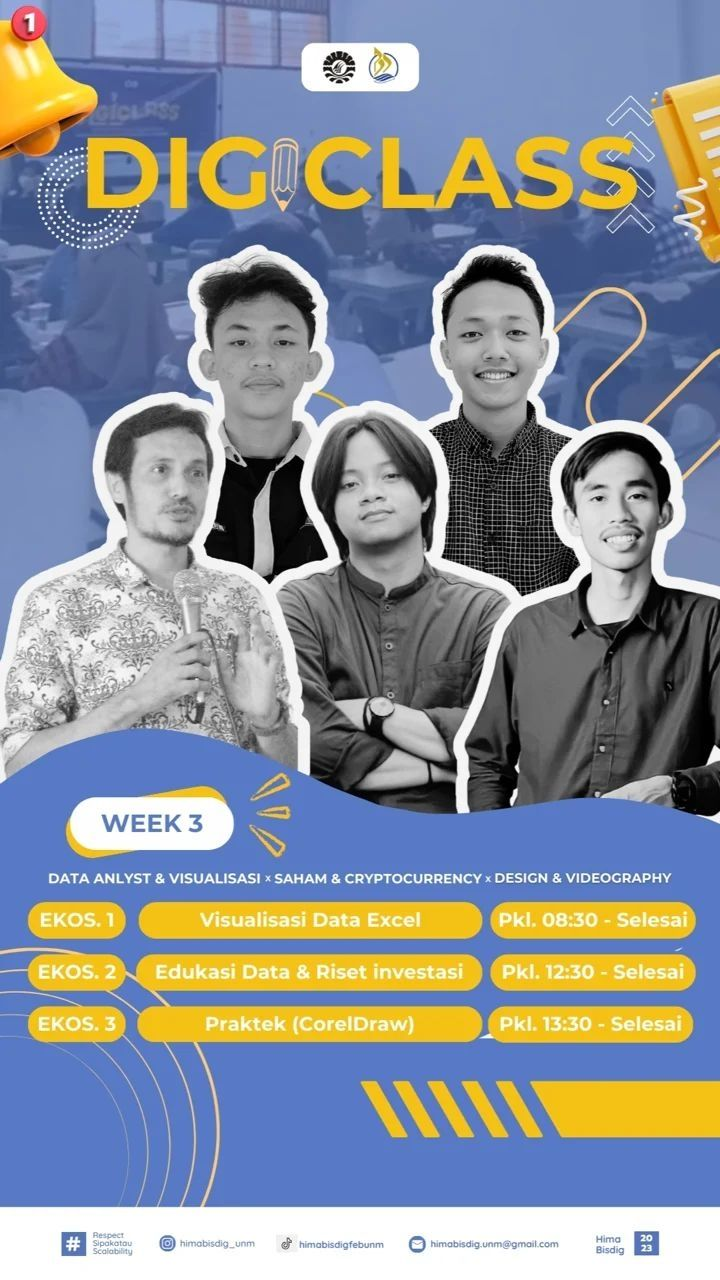 1
DIGICLASS
DIGICLASS
WEEK 3
DATA ANLYST & VISUALISASI x SAHAM & CRYPTOCURRENCY x DESIGN & VIDEOGRAPHY
EKOS. 1 Visualisasi Data Excel Pkl. 08:30 - Selesai
EKOS. 2 Edukasi Data & Riset investasi Pkl. 12:30 - Selesai
EKOS. 3 Praktek (CorelDraw) Pkl. 13:30 - Selesai
# Respect
Sipakatau
Scalability
himabisdig_unm
himabisdigfebunm
himabisdig.unm@gmail.com
Hima
Bisdig
20
23